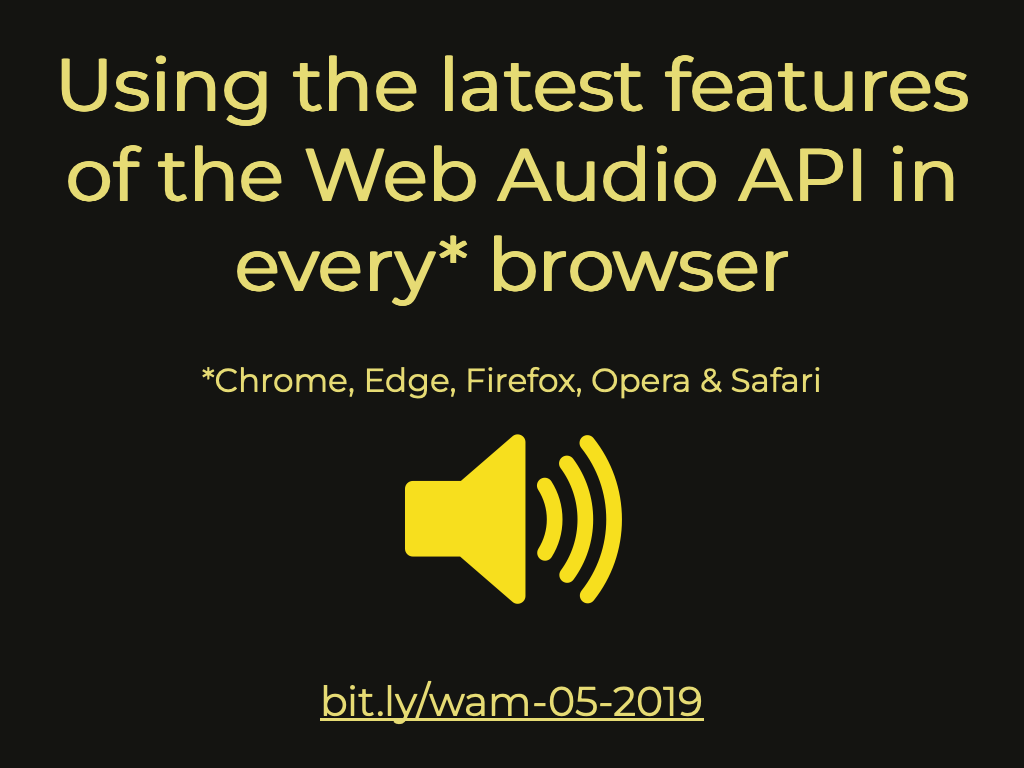 Using the latest features
of the Web Audio API in
every* browser
*Chrome, Edge, Firefox, Opera & Safari
bit.ly/wam-05-2019